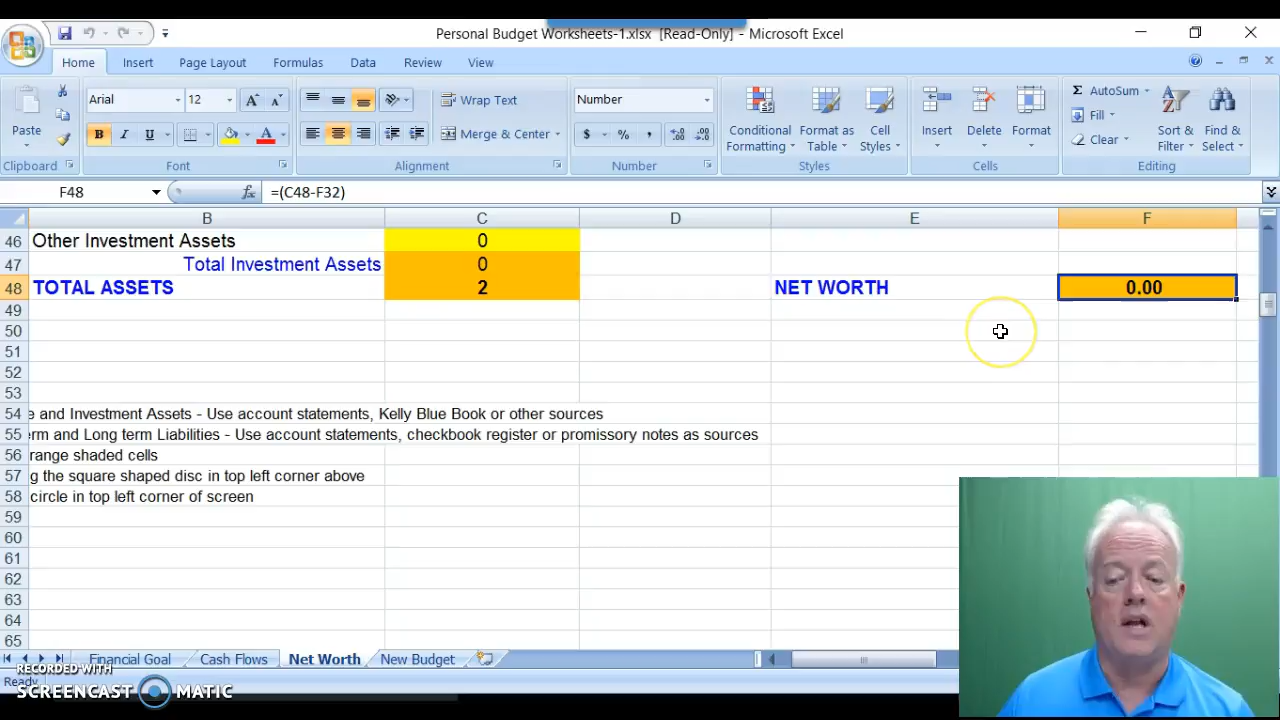 Personal Budget Worksheets-1.xlsx [Read-Only] - Microsoft Excel
Home Insert Page Layout Formulas Data Review View
Arial 12 Wrap Text Number AutoSum
Paste Conditional Format as Cell Insert Delete Format Fill Sort & Find &
B I U A Merge & Center $ % , Formatting Table Styles Clear Filter Select
Clipboard Font Alignment Number Styles Cells Editing
F48 fx =(C48-F32)
B C D E F
46 Other Investment Assets 0
47 Total Investment Assets 0
48 TOTAL ASSETS 2 NET WORTH 0.00
49
50
51
52
53
54 e and Investment Assets - Use account statements, Kelly Blue Book or other sources
55 erm and Long term Liabilities - Use account statements, checkbook register or promissory notes as sources
56 range shaded cells
57 g the square shaped disc in top left corner above
58 circle in top left corner of screen
59
60
61
62
63
64
65
Financial Goal Cash Flows Net Worth New Budget
RECORDED WITH
Ready
SCREENCAST MATIC